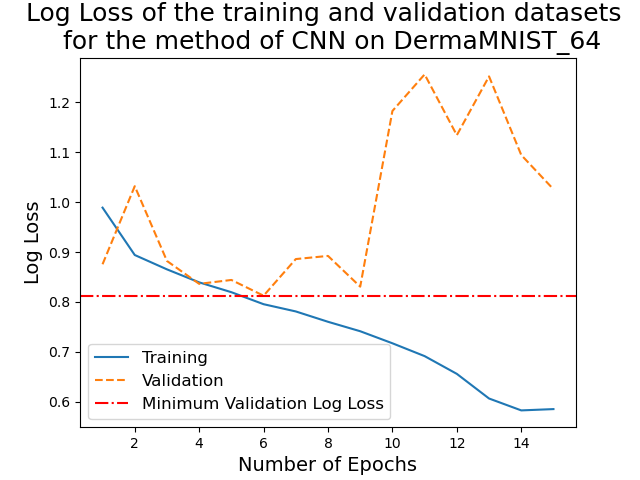 Log Loss of the training and validation datasets
for the method of CNN on DermaMNIST_64
Log Loss
1.2
1.1
1.0
0.9
0.8
0.7
0.6
Training
Validation
Minimum Validation Log Loss
2 4 6 8 10 12 14
Number of Epochs